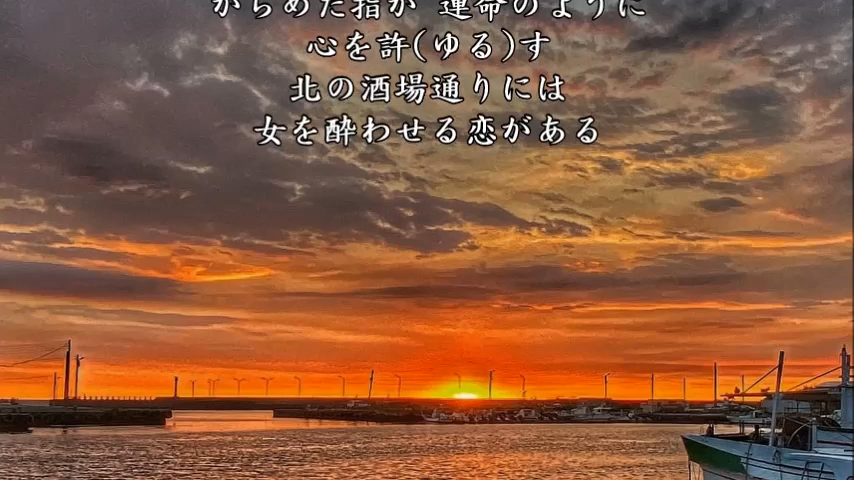 からめた指が 運命のように
心を許(ゆる)す
北の酒場通りには
女を酔わせる恋がある